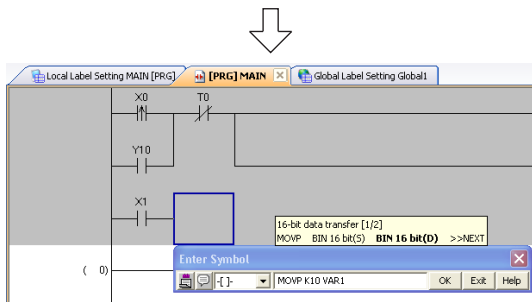 Local Label Setting MAIN [PRG] [PRG] MAIN Global Label Setting Global1
X0 T0
Y10
X1
16-bit data transfer [1/2]
MOVP BIN 16 bit(S) BIN 16 bit(D) >>NEXT
Enter Symbol
( 0)
-[ ]- MOVP K10 VAR1 OK Exit Help